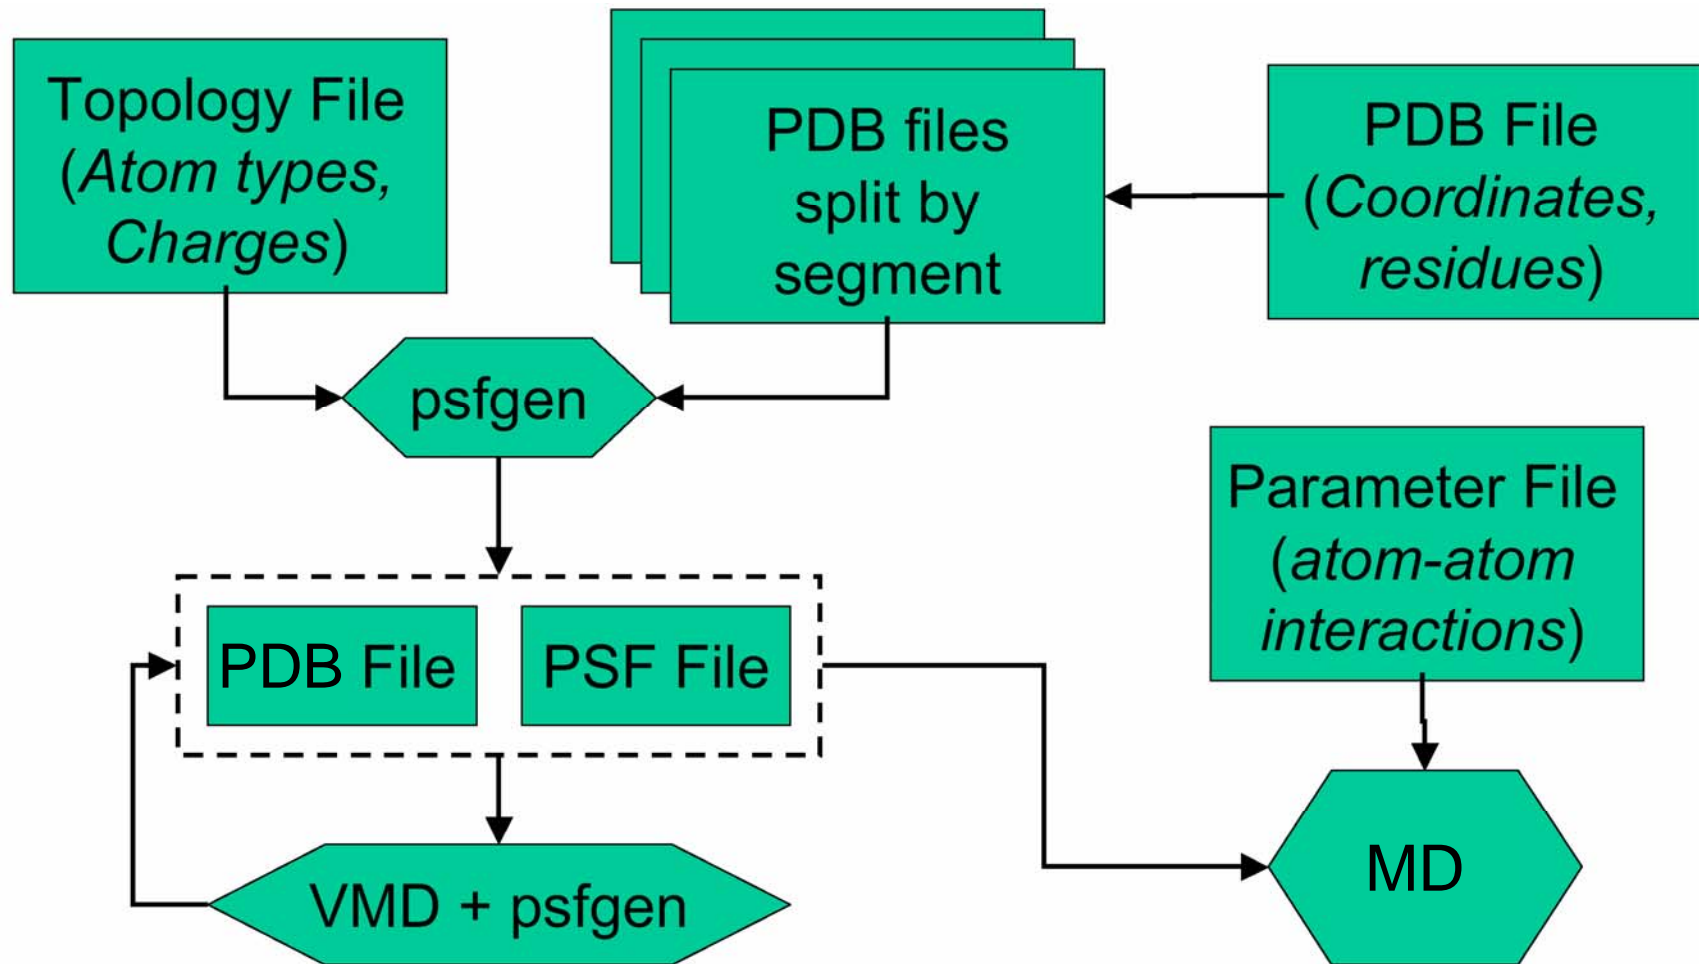 Topology File
(Atom types,
Charges)
PDB files
split by
segment
PDB File
(Coordinates,
residues)
psfgen
Parameter File
(atom-atom
interactions)
PDB File
PSF File
VMD + psfgen
MD